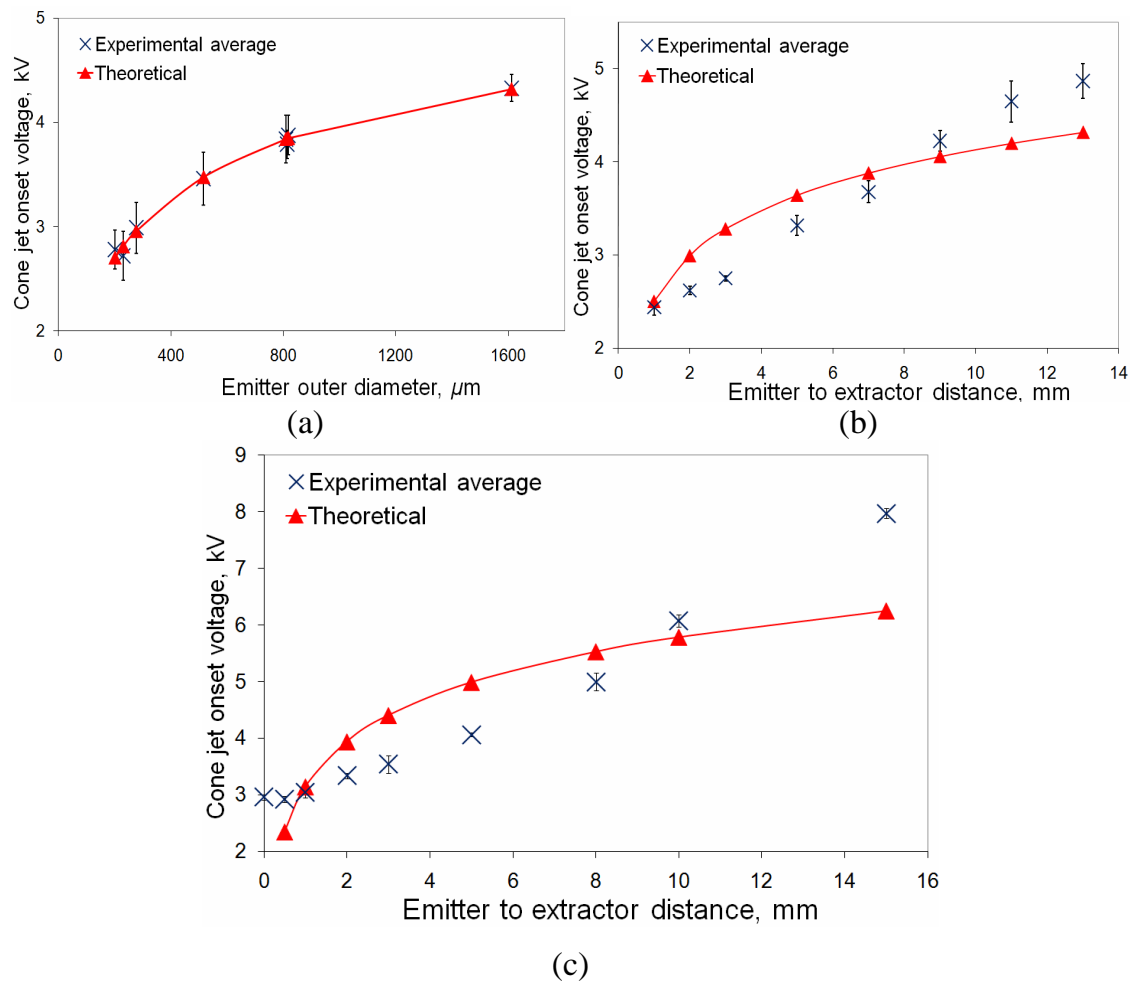 5
4
3
2
Cone jet onset voltage, kV
Experimental average
Theoretical
0
400
800
1200
1600
Emitter outer diameter, µm
(a)
5
4
3
2
Cone jet onset voltage, kV
Experimental average
Theoretical
0
2
4
6
8
10
12
14
Emitter to extractor distance, mm
(b)
9
8
7
6
5
4
3
2
Cone jet onset voltage, kV
Experimental average
Theoretical
0
2
4
6
8
10
12
14
16
Emitter to extractor distance, mm
(c)